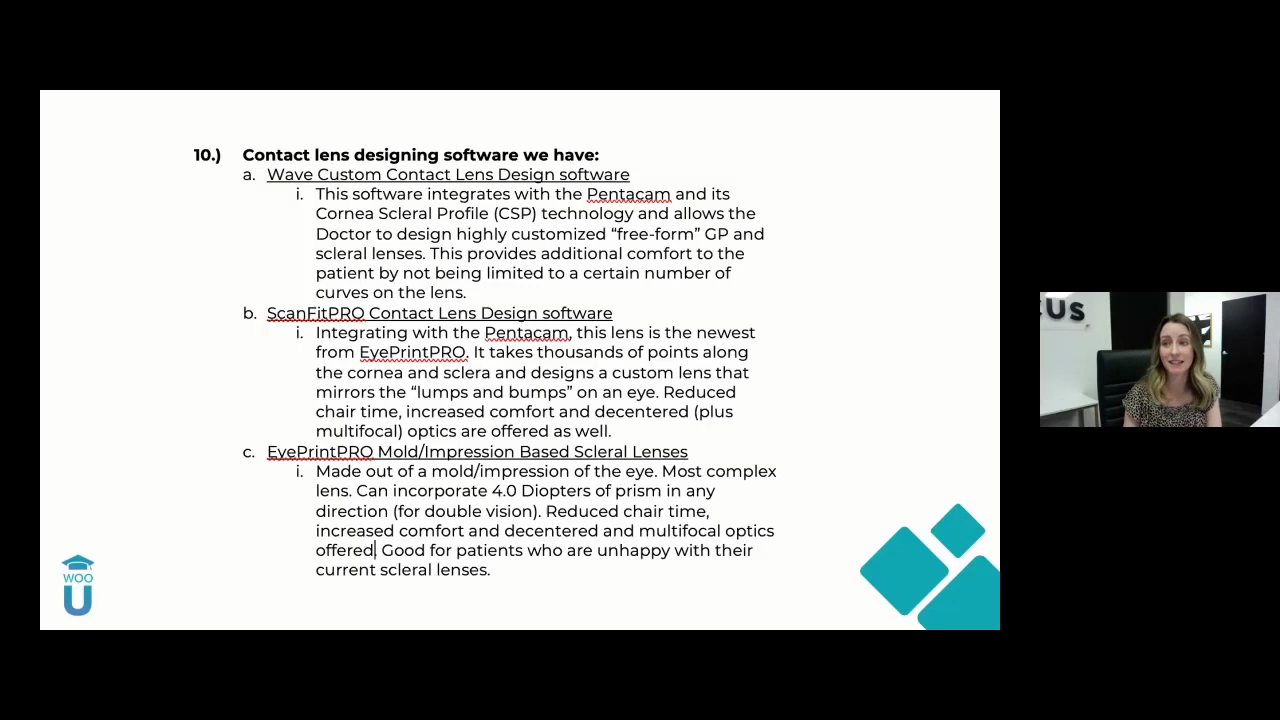 10.) Contact lens designing software we have:
a. Wave Custom Contact Lens Design software
i. This software integrates with the Pentacam and its
Cornea Scleral Profile (CSP) technology and allows the
Doctor to design highly customized “free-form” GP and
scleral lenses. This provides additional comfort to the
patient by not being limited to a certain number of
curves on the lens.
b. ScanFitPRO Contact Lens Design software
i. Integrating with the Pentacam, this lens is the newest
from EyePrintPRO. It takes thousands of points along
the cornea and sclera and designs a custom lens that
mirrors the “lumps and bumps” on an eye. Reduced
chair time, increased comfort and decentered (plus
multifocal) optics are offered as well.
c. EyePrintPRO Mold/Impression Based Scleral Lenses
i. Made out of a mold/impression of the eye. Most complex
lens. Can incorporate 4.0 Diopters of prism in any
direction (for double vision). Reduced chair time,
increased comfort and decentered and multifocal optics
offered. Good for patients who are unhappy with their
current scleral lenses.
WOO
U
CUS